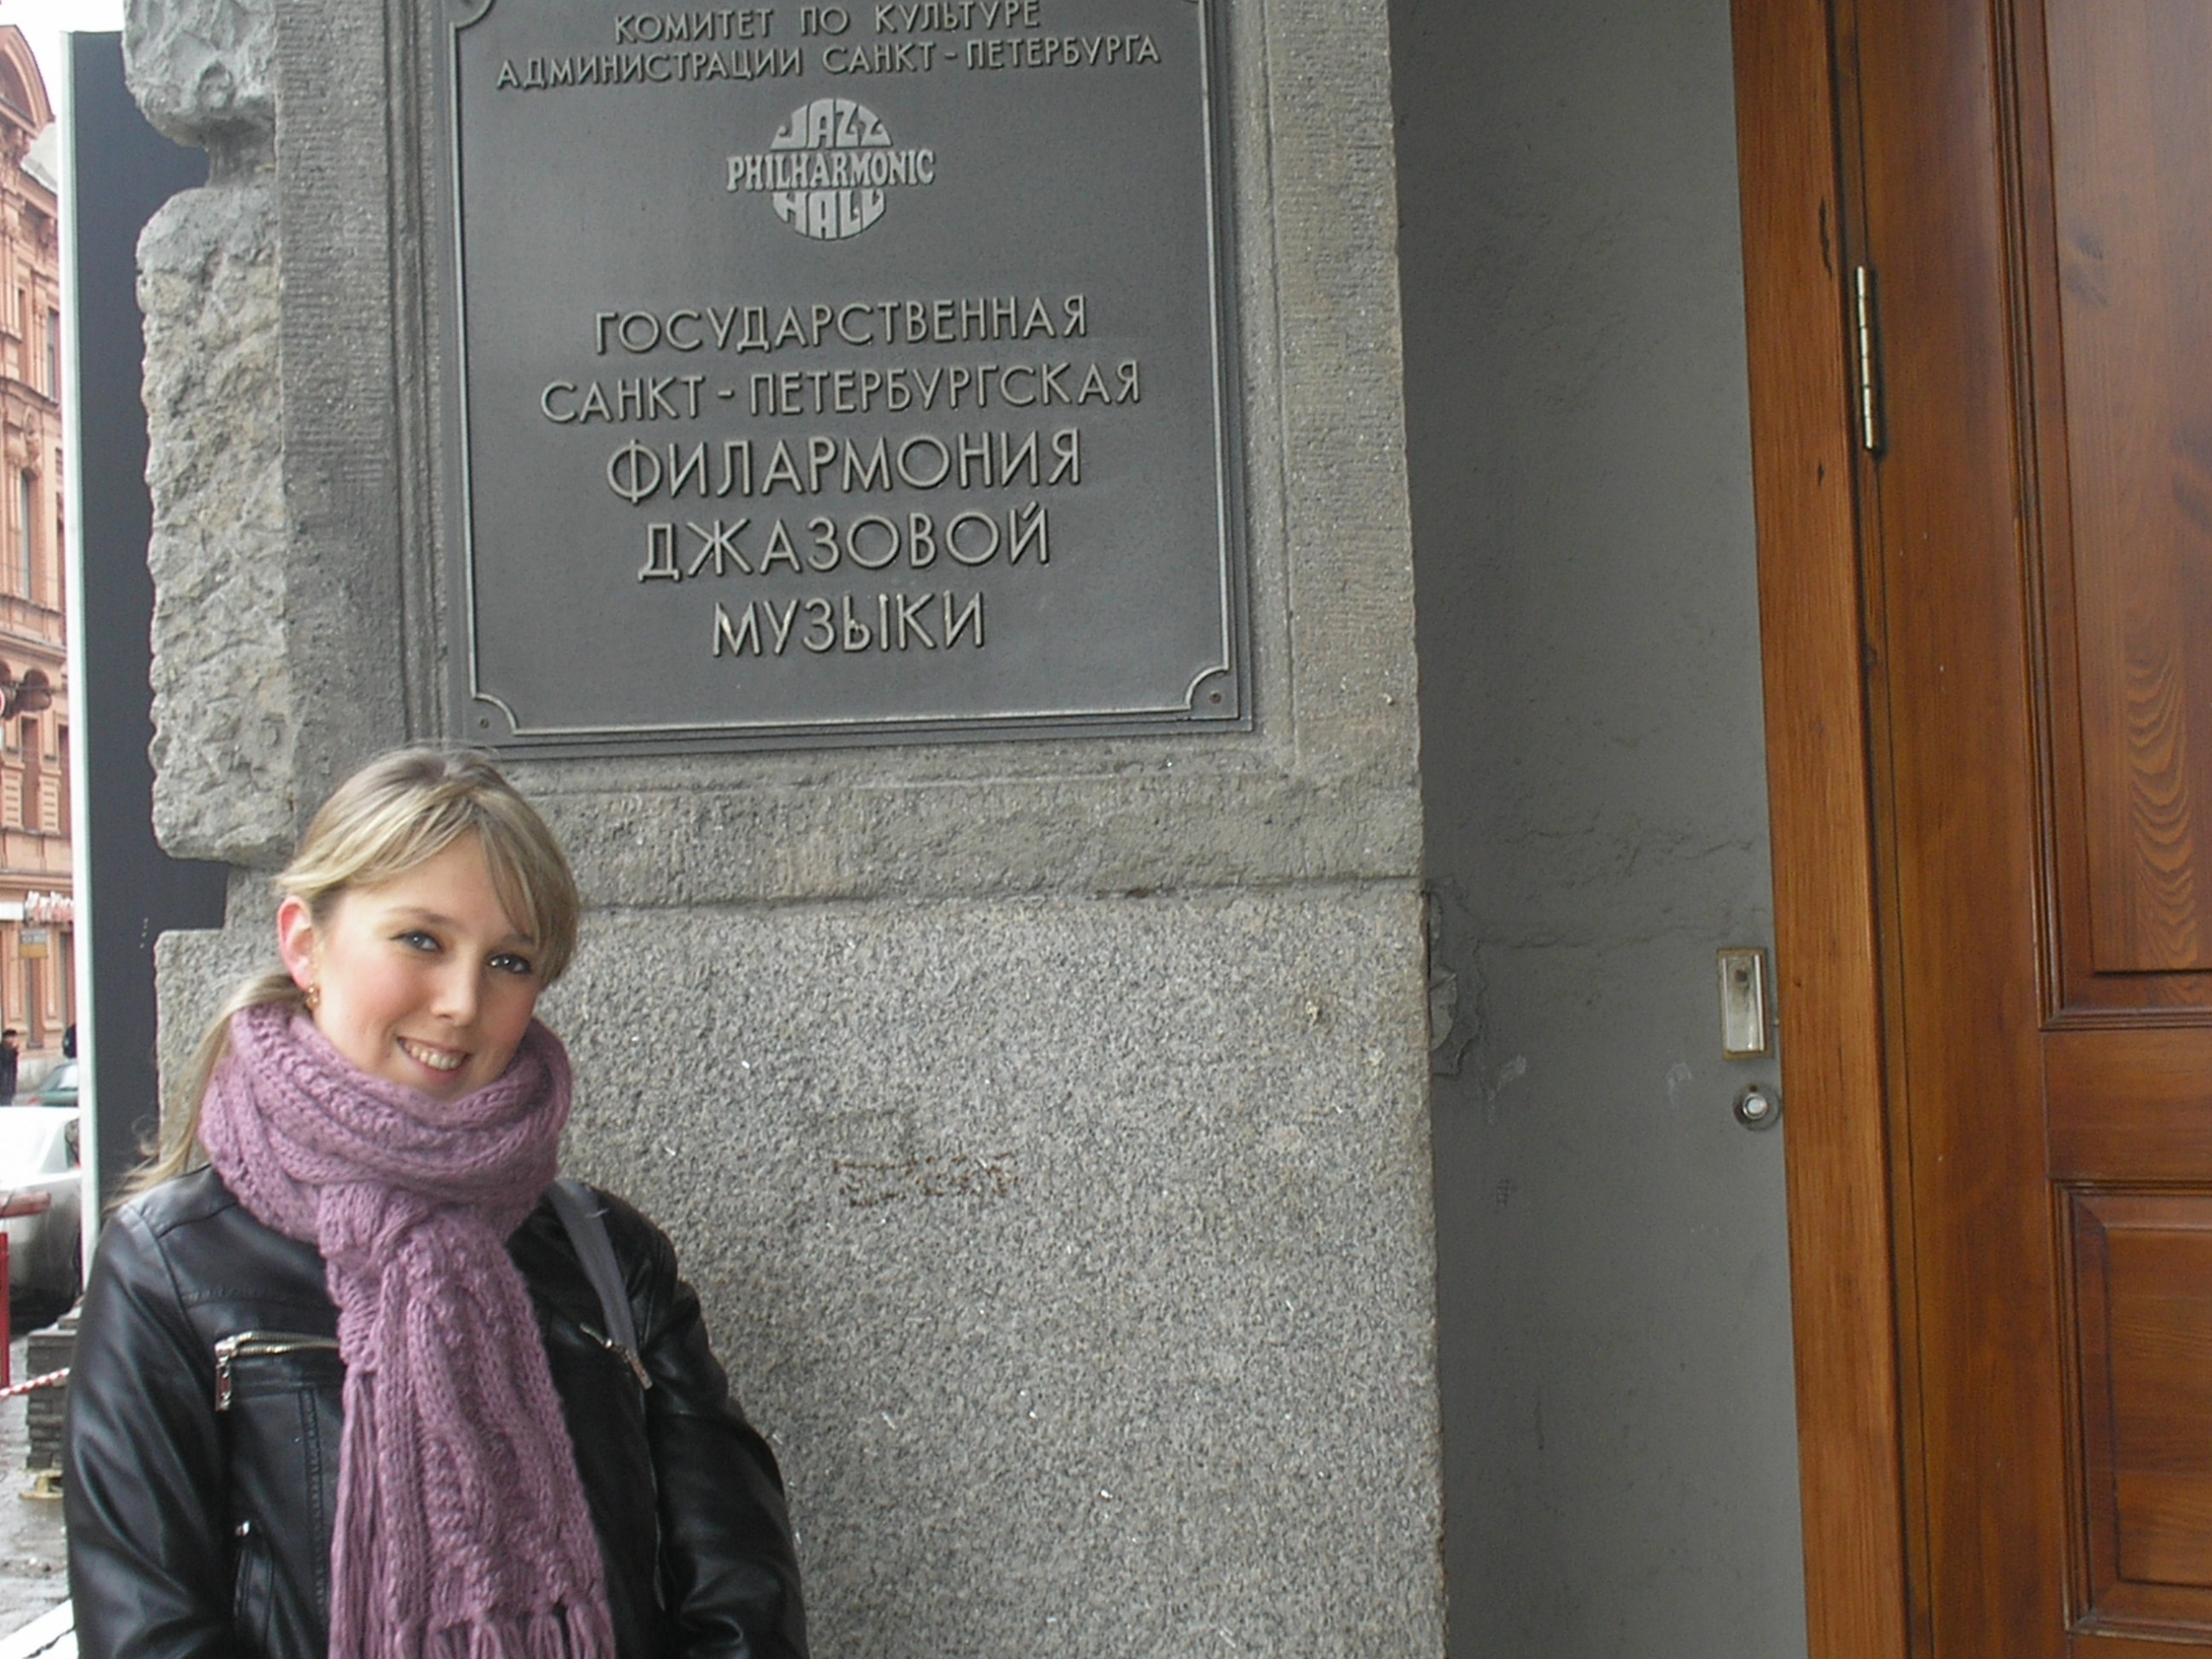 КОМИТЕТ ПО КУЛЬТУРЕ
АДМИНИСТРАЦИИ САНКТ-ПЕТЕРБУРГА
JAZZ
PHILHARMONIC
HALL
ГОСУДАРСТВЕННАЯ
САНКТ-ПЕТЕРБУРГСКАЯ
ФИЛАРМОНИЯ
ДЖАЗОВОЙ
МУЗЫКИ